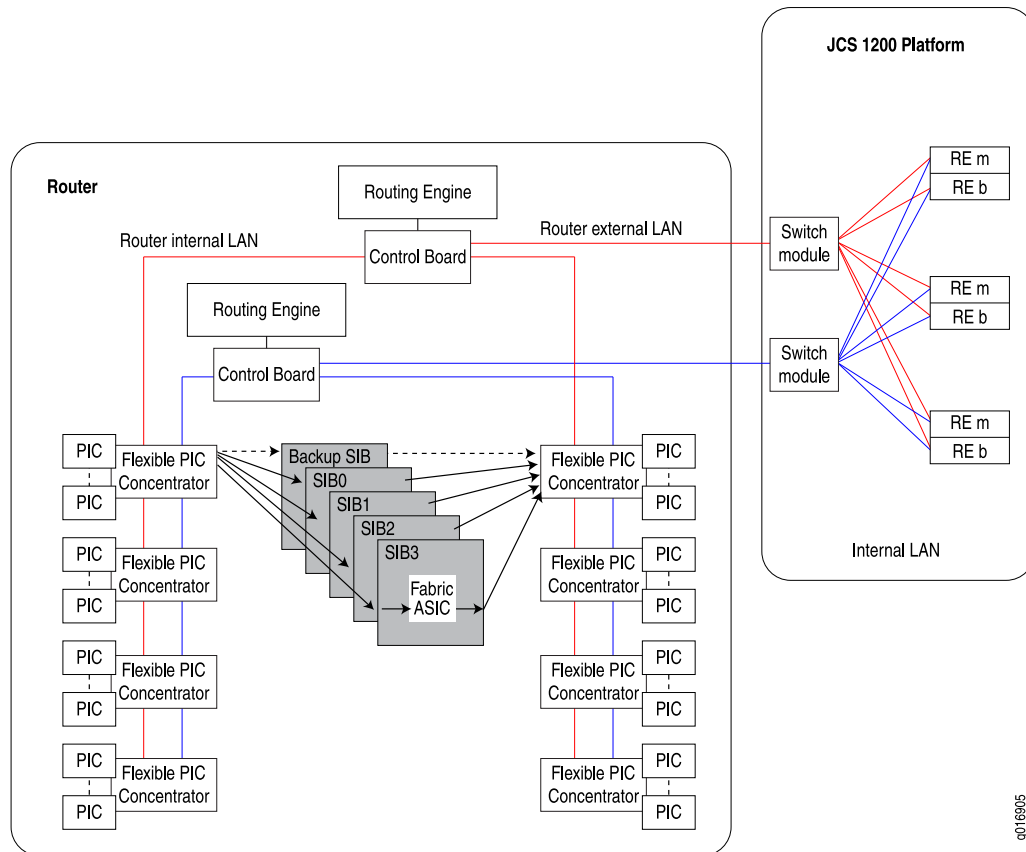 JCS 1200 Platform
Router
Routing Engine
Router internal LAN
Control Board
Router external LAN
Routing Engine
Control Board
Switch
module
Switch
module
RE m
RE b
RE m
RE b
RE m
RE b
Internal LAN
PIC
PIC
Flexible PIC
Concentrator
PIC
PIC
Flexible PIC
Concentrator
PIC
PIC
Flexible PIC
Concentrator
PIC
PIC
Flexible PIC
Concentrator
Backup SIB
SIB0
SIB1
SIB2
SIB3
Fabric
ASIC
Flexible PIC
Concentrator
PIC
PIC
Flexible PIC
Concentrator
PIC
PIC
Flexible PIC
Concentrator
PIC
PIC
Flexible PIC
Concentrator
PIC
PIC
g016905